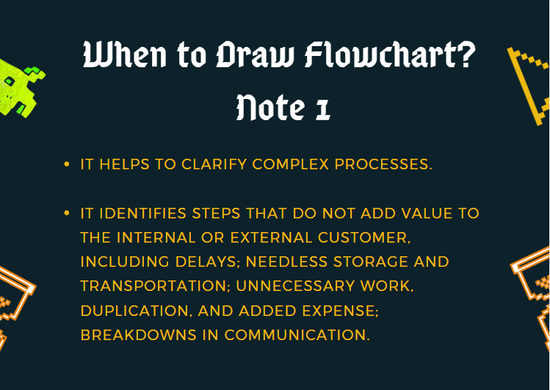 When to Draw Flowchart?
Note 1
• IT HELPS TO CLARIFY COMPLEX PROCESSES.
• IT IDENTIFIES STEPS THAT DO NOT ADD VALUE TO
THE INTERNAL OR EXTERNAL CUSTOMER,
INCLUDING DELAYS; NEEDLESS STORAGE AND
TRANSPORTATION; UNNECESSARY WORK,
DUPLICATION, AND ADDED EXPENSE;
BREAKDOWNS IN COMMUNICATION.